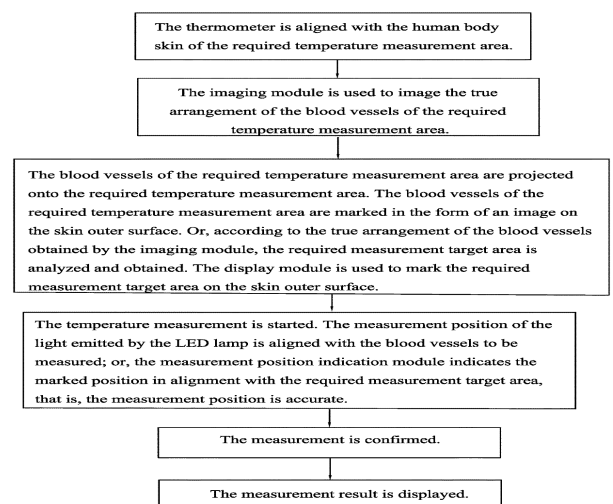 The thermometer is aligned with the human body
skin of the required temperature measurement area.
The imaging module is used to image the true
arrangement of the blood vessels of the required
temperature measurement area.
The blood vessels of the required temperature measurement area are projected
onto the required temperature measurement area. The blood vessels of the
required temperature measurement area are marked in the form of an image on
the skin outer surface. Or, according to the true arrangement of the blood vessels
obtained by the imaging module, the required measurement target area is
analyzed and obtained. The display module is used to mark the required
measurement target area on the skin outer surface.
The temperature measurement is started. The measurement position of the
light emitted by the LED lamp is aligned with the blood vessels to be
measured; or, the measurement position indication module indicates the
marked position in alignment with the required measurement target area,
that is, the measurement position is accurate.
The measurement is confirmed.
The measurement result is displayed.